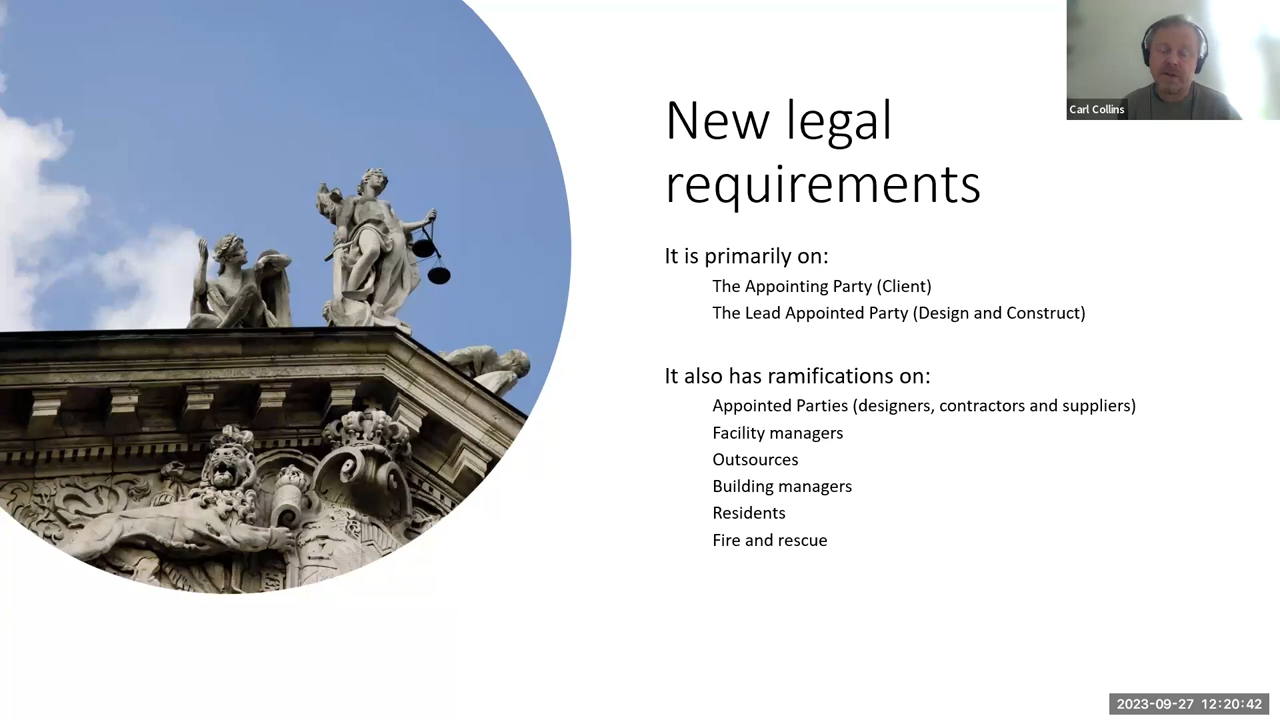 Carl Collins
New legal
requirements
It is primarily on:
The Appointing Party (Client)
The Lead Appointed Party (Design and Construct)
It also has ramifications on:
Appointed Parties (designers, contractors and suppliers)
Facility managers
Outsources
Building managers
Residents
Fire and rescue
2023-09-27 12:20:42